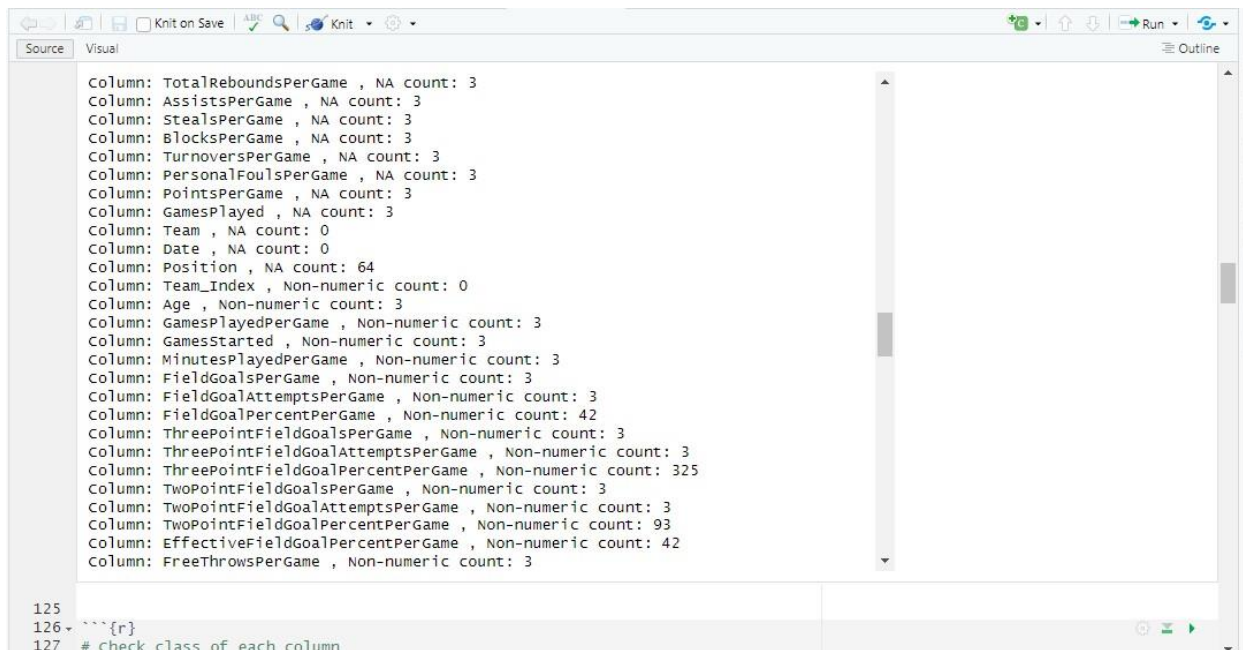 Knit on Save ABC Knit Run
Source Visual Outline
Column: TotalReboundsPerGame , NA count: 3
Column: AssistsPerGame , NA count: 3
Column: StealsPerGame , NA count: 3
Column: BlocksPerGame , NA count: 3
Column: TurnoversPerGame , NA count: 3
Column: PersonalFoulsPerGame , NA count: 3
Column: PointsPerGame , NA count: 3
Column: GamesPlayed , NA count: 3
Column: Team , NA count: 0
Column: Date , NA count: 0
Column: Position , NA count: 64
Column: Team_Index , Non-numeric count: 0
Column: Age , Non-numeric count: 3
Column: GamesPlayedPerGame , Non-numeric count: 3
Column: GamesStarted , Non-numeric count: 3
Column: MinutesPlayedPerGame , Non-numeric count: 3
Column: FieldGoalsPerGame , Non-numeric count: 3
Column: FieldGoalAttemptsPerGame , Non-numeric count: 3
Column: FieldGoalPercentPerGame , Non-numeric count: 42
Column: ThreePointFieldGoalsPerGame , Non-numeric count: 3
Column: ThreePointFieldGoalAttemptsPerGame , Non-numeric count: 3
Column: ThreePointFieldGoalPercentPerGame , Non-numeric count: 325
Column: TwoPointFieldGoalsPerGame , Non-numeric count: 3
Column: TwoPointFieldGoalAttemptsPerGame , Non-numeric count: 3
Column: TwoPointFieldGoalPercentPerGame , Non-numeric count: 93
Column: EffectiveFieldGoalPercentPerGame , Non-numeric count: 42
Column: FreeThrowsPerGame , Non-numeric count: 3
125
126 ```{r}
127 # Check class of each column